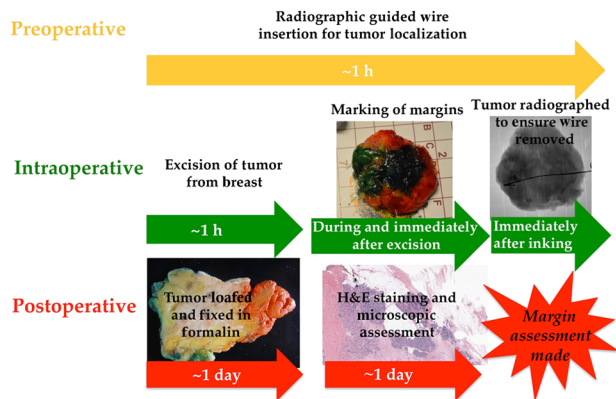 Preoperative
Radiographic guided wire
insertion for tumor localization
~1 h
Intraoperative
Excision of tumor
from breast
~1 h
Marking of margins
During and immediately
after excision
Tumor radiographed
to ensure wire
removed
Immediately
after inking
Postoperative
Tumor loafed
and fixed in
formalin
~1 day
H&E staining and
microscopic
assessment
~1 day
Margin
assessment
made